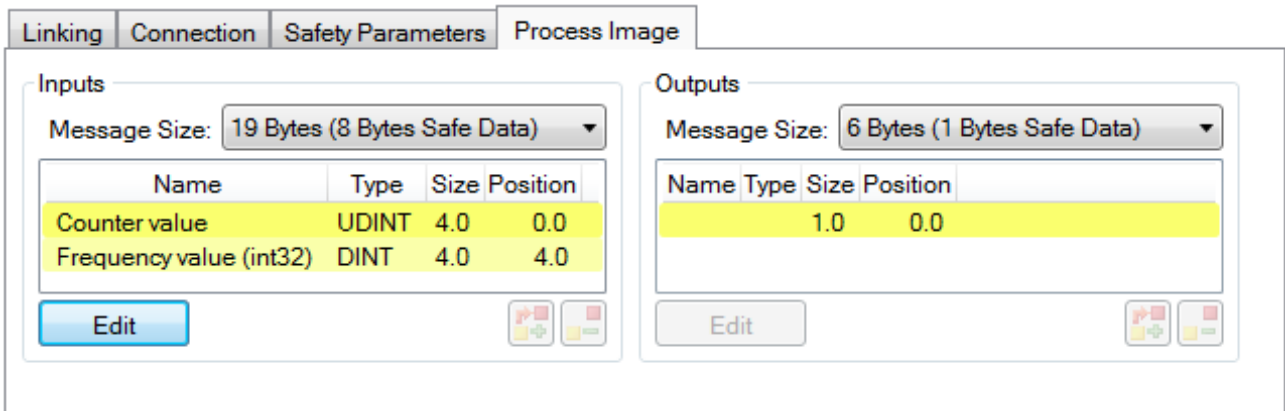 Linking Connection Safety Parameters Process Image
Inputs
Message Size: 19 Bytes (8 Bytes Safe Data)
Name Type Size Position
Counter value UDINT 4.0 0.0
Frequency value (int32) DINT 4.0 4.0
Edit
Outputs
Message Size: 6 Bytes (1 Bytes Safe Data)
Name Type Size Position
1.0 0.0
Edit